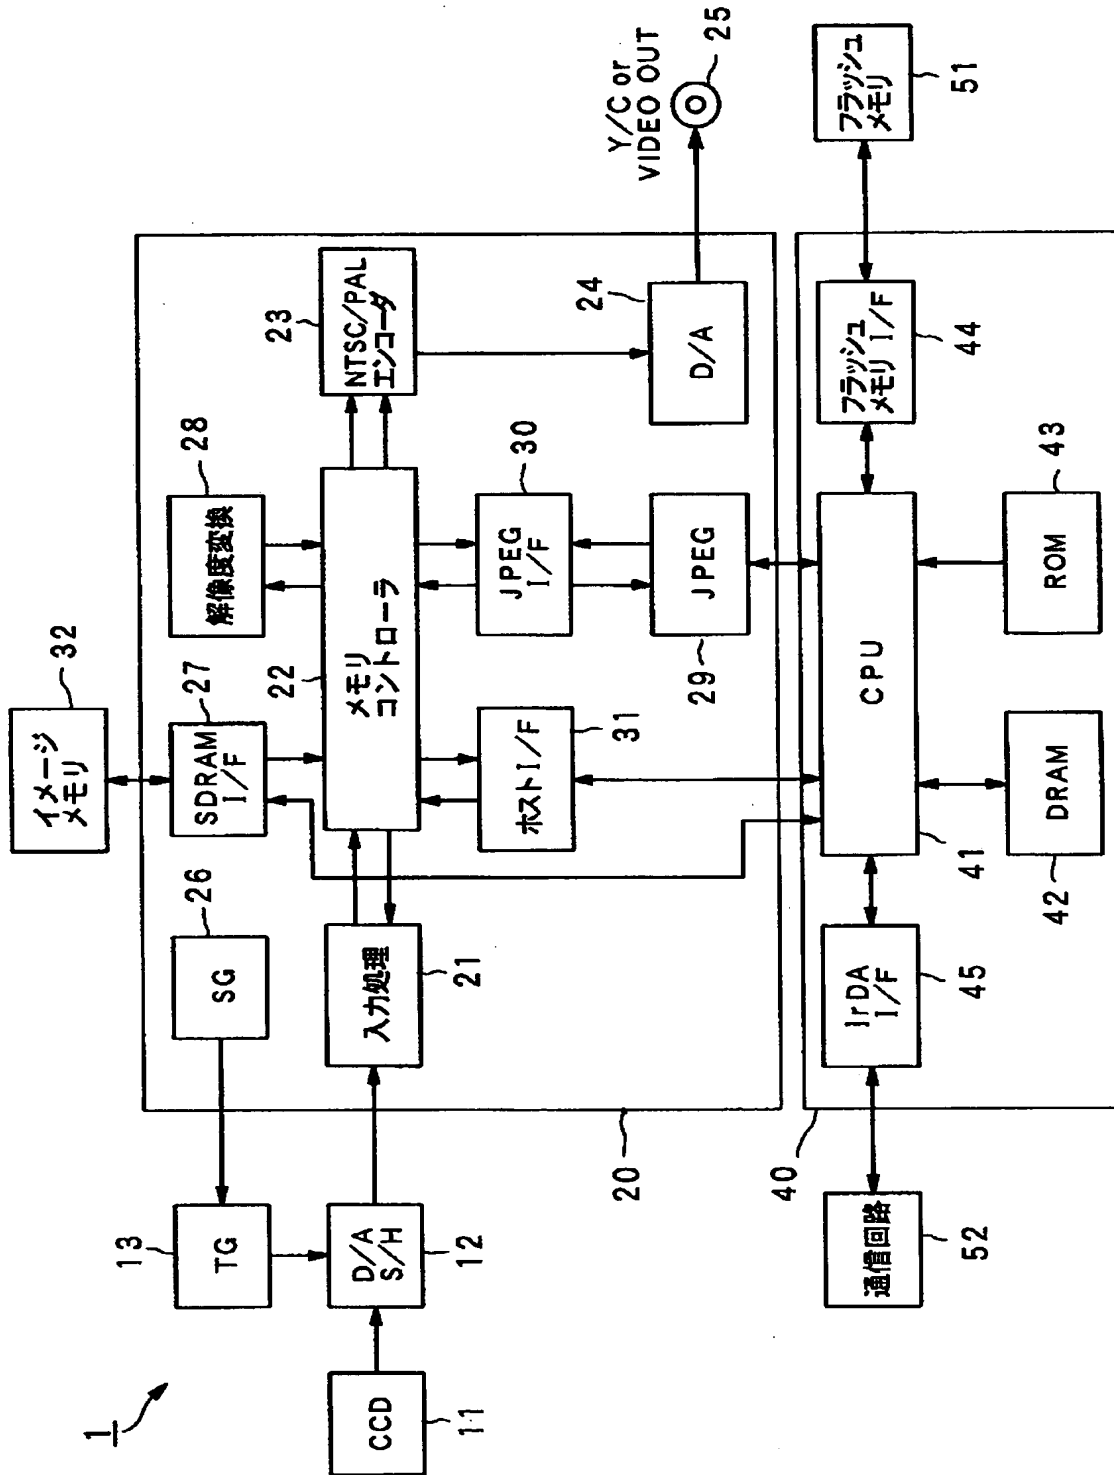 1
イメージ
メモリ
32
SG
26
SDRAM
I/F
27
解像度変換
28
TG
13
CCD
11
D/A
S/H
12
入力処理
21
メモリ
コントローラ
22
NTSC/PAL
エンコーダ
23
ホストI/F
31
JPEG
I/F
30
JPEG
29
D/A
24
Y/C or
VIDEO OUT
25
20
40
通信回路
52
IrDA
I/F
45
CPU
41
フラッシュ
メモリ I/F
44
フラッシュ
メモリ
51
DRAM
42
ROM
43